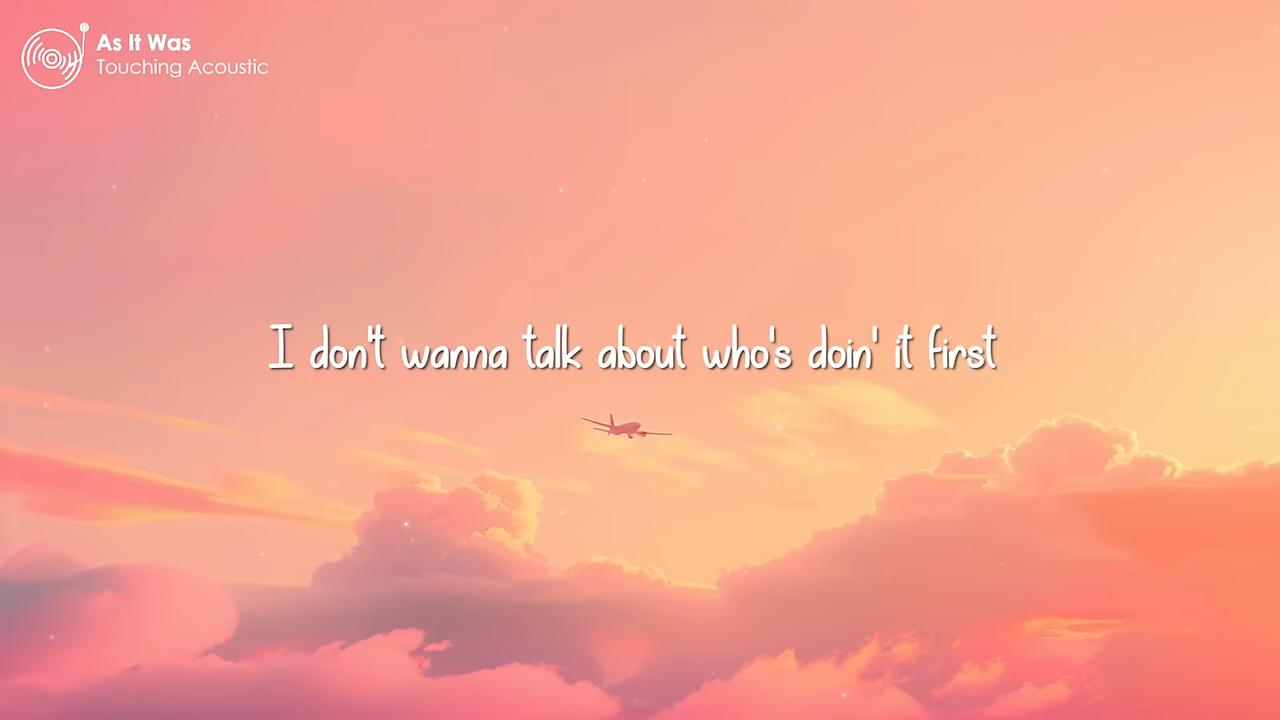 As It Was
Touching Acoustic
I don't wanna talk about who's doin' it first